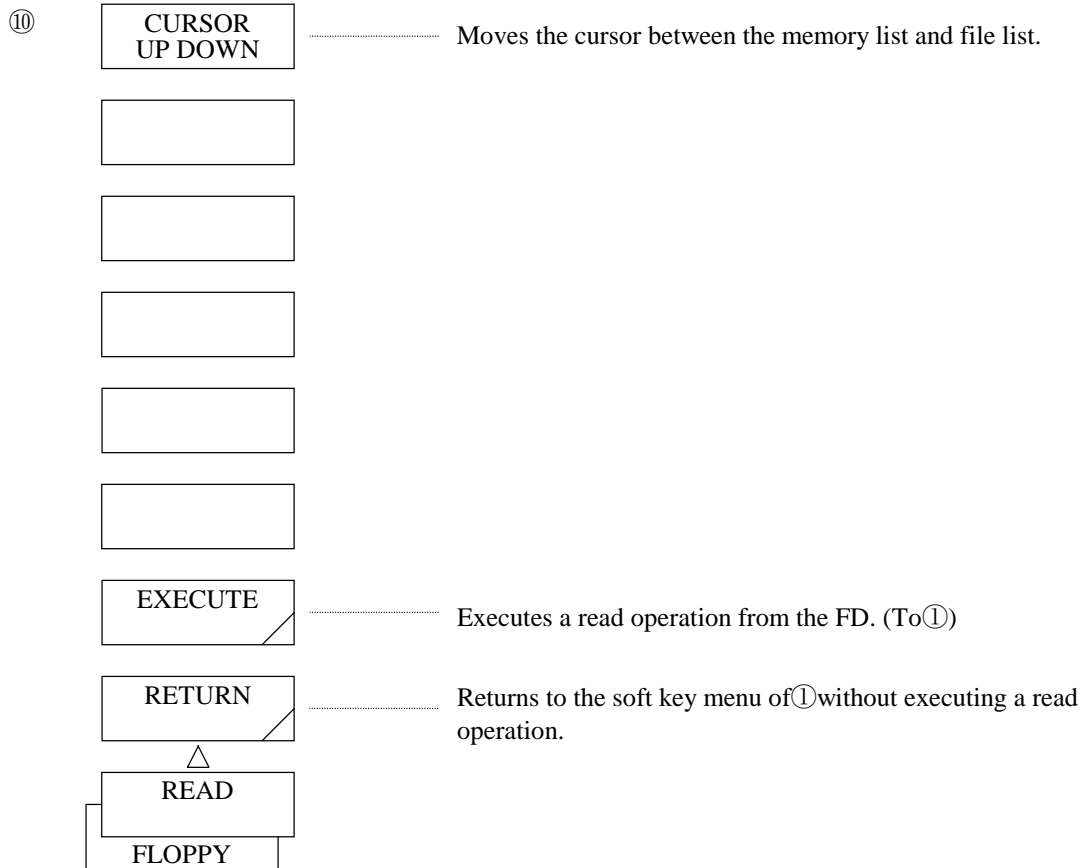 ⑩
CURSOR
UP DOWN
Moves the cursor between the memory list and file list.
EXECUTE
Executes a read operation from the FD. (To①)
RETURN
Returns to the soft key menu of①without executing a read
operation.
READ
FLOPPY